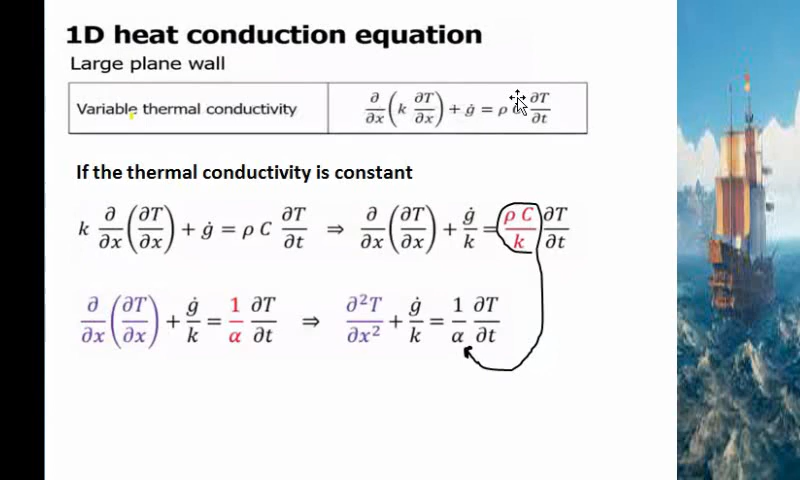 1D heat conduction equation
Large plane wall
Variable thermal conductivity ∂/∂x (k ∂T/∂x) + ġ = ρ C ∂T/∂t
If the thermal conductivity is constant
k ∂/∂x (∂T/∂x) + ġ = ρ C ∂T/∂t ⇒ ∂/∂x (∂T/∂x) + ġ/k = ρ C/k ∂T/∂t
∂/∂x (∂T/∂x) + ġ/k = 1/α ∂T/∂t ⇒ ∂²T/∂x² + ġ/k = 1/α ∂T/∂t